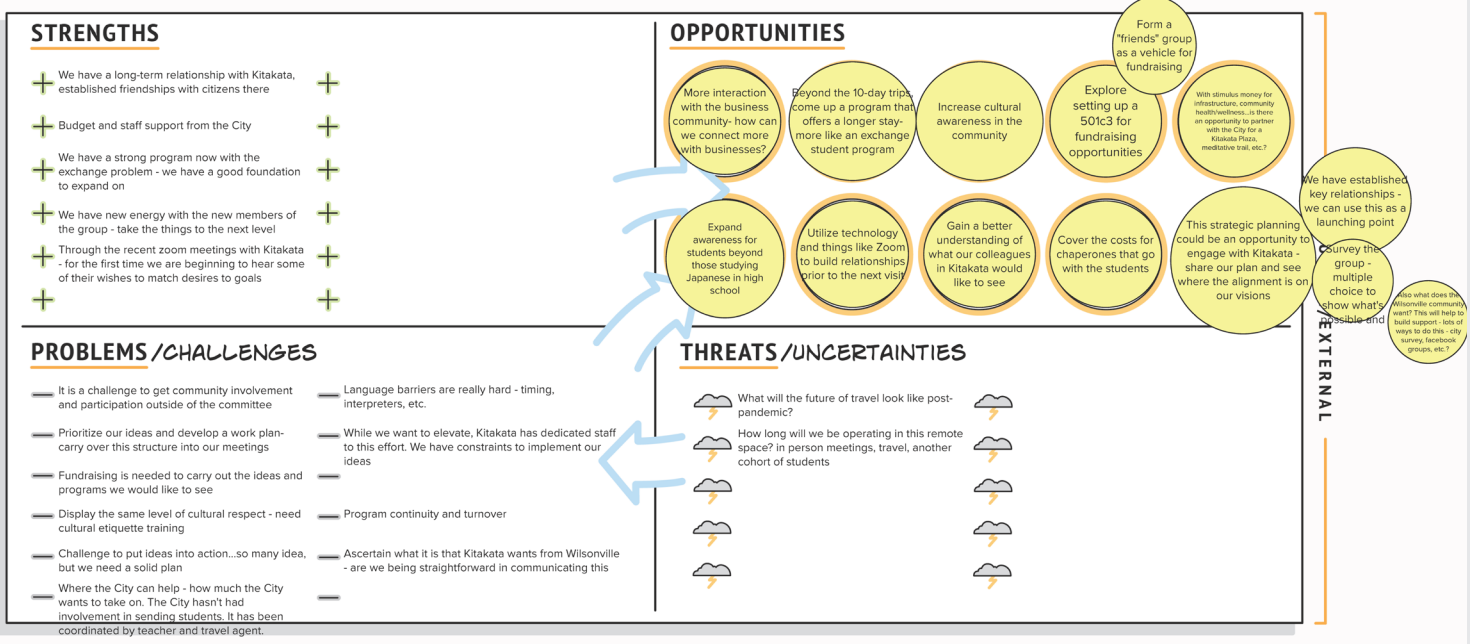 STRENGTHS
We have a long-term relationship with Kitakata,
established friendships with citizens there
Budget and staff support from the City
We have a strong program now with the
exchange problem - we have a good foundation
to expand on
We have new energy with the new members of
the group - take the things to the next level
Through the recent zoom meetings with Kitakata
- for the first time we are beginning to hear some
of their wishes to match desires to goals
OPPORTUNITIES
More interaction
with the business
community- how can
we connect more
with businesses?
Beyond the 10-day trips,
come up a program that
offers a longer stay-
more like an exchange
student program
Increase cultural
awareness in the
community
Explore
setting up a
501c3 for
fundraising
opportunities
Form a
"friends" group
as a vehicle for
fundraising
With stimulus money for
infrastructure, community
health/wellness...is there
an opportunity to partner
with the City for a
Kitakata Plaza,
meditative trail, etc.?
Expand
awareness for
students beyond
those studying
Japanese in high
school
Utilize technology
and things like Zoom
to build relationships
prior to the next visit
Gain a better
understanding of
what our colleagues
in Kitakata would
like to see
Cover the costs for
chaperones that go
with the students
This strategic planning
could be an opportunity to
engage with Kitakata -
share our plan and see
where the alignment is on
our visions
We have established
key relationships -
we can use this as a
launching point
Survey the
group -
multiple
choice to
show what's
possible and
Also what does the
Wilsonville community
want? This will help to
build support - lots of
ways to do this - city
survey, facebook
groups, etc.?
EXTERNAL
PROBLEMS/CHALLENGES
It is a challenge to get community involvement
and participation outside of the committee
Prioritize our ideas and develop a work plan-
carry over this structure into our meetings
Fundraising is needed to carry out the ideas and
programs we would like to see
Display the same level of cultural respect - need
cultural etiquette training
Challenge to put ideas into action...so many idea,
but we need a solid plan
Where the City can help - how much the City
wants to take on. The City hasn't had
involvement in sending students. It has been
coordinated by teacher and travel agent.
Language barriers are really hard - timing,
interpreters, etc.
While we want to elevate, Kitakata has dedicated staff
to this effort. We have constraints to implement our
ideas
Program continuity and turnover
Ascertain what it is that Kitakata wants from Wilsonville
- are we being straightforward in communicating this
THREATS/UNCERTAINTIES
What will the future of travel look like post-
pandemic?
How long will we be operating in this remote
space? in person meetings, travel, another
cohort of students